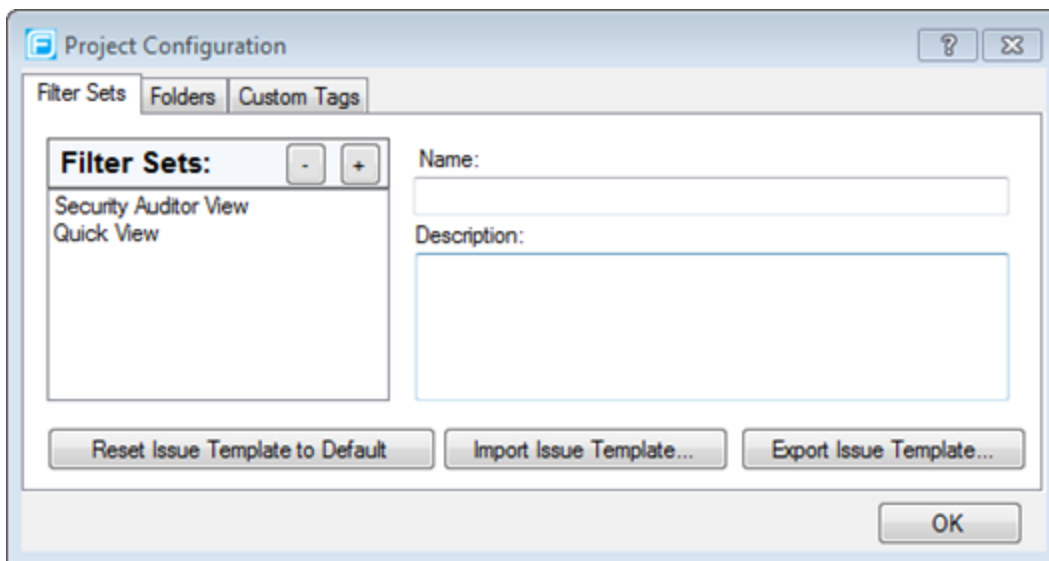 Project Configuration
Filter Sets
Folders
Custom Tags
Filter Sets:
-
+
Name:
Security Auditor View
Quick View
Description:
Reset Issue Template to Default
Import Issue Template...
Export Issue Template...
OK